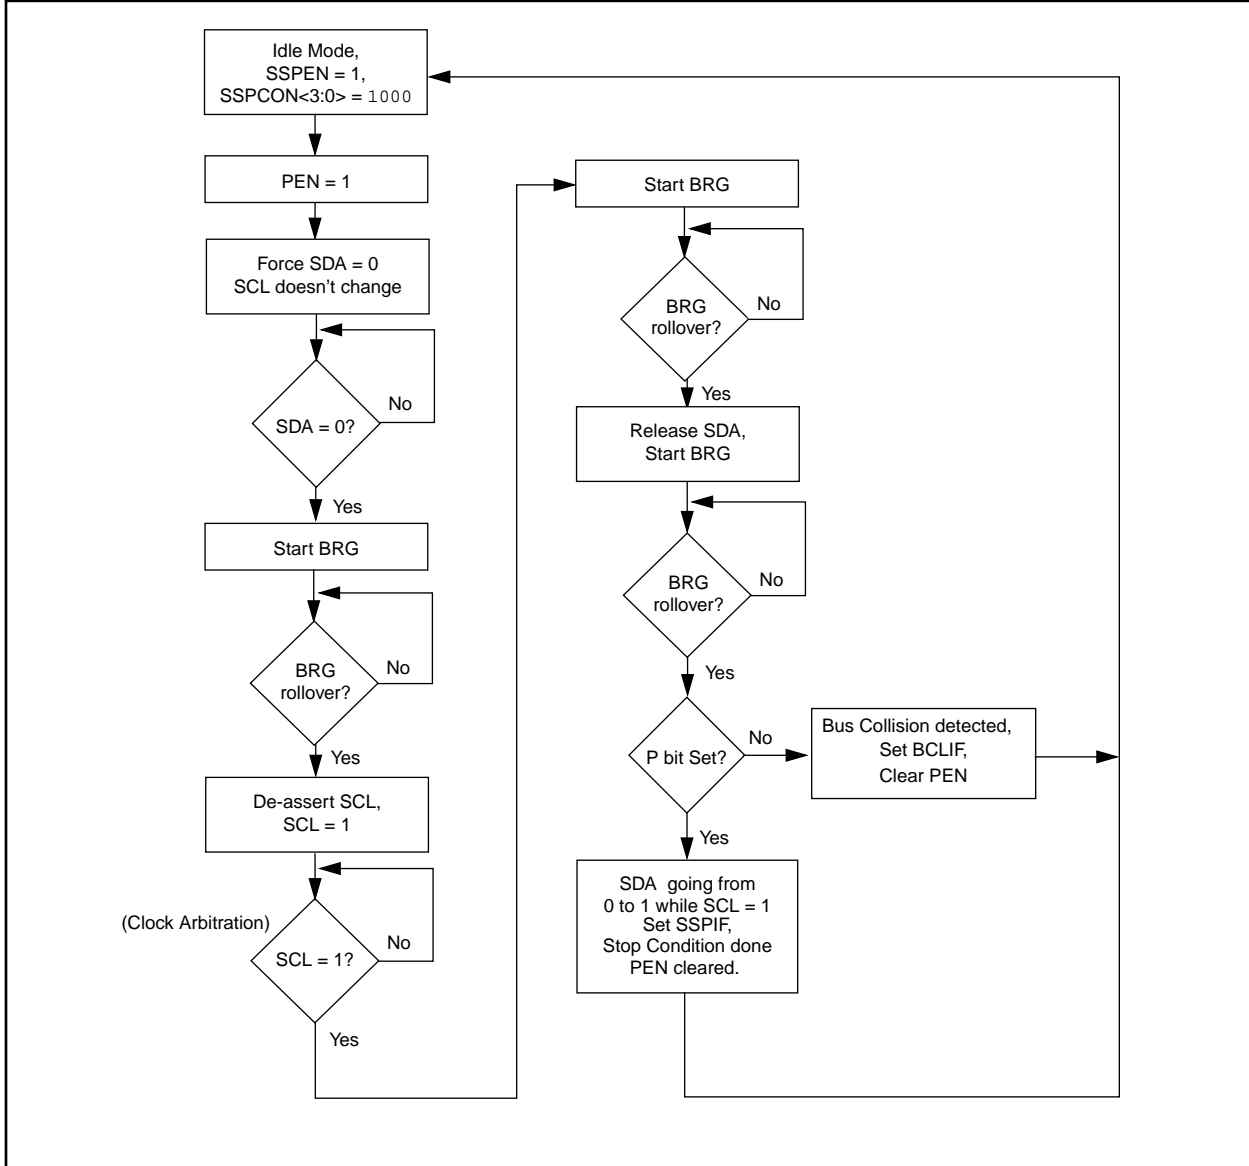 Idle Mode,
SSPEN = 1,
SSPCON<3:0> = 1000
PEN = 1
Force SDA = 0
SCL doesn't change
SDA = 0?
No
Yes
Start BRG
BRG
rollover?
No
Yes
De-assert SCL,
SCL = 1
(Clock Arbitration)
SCL = 1?
No
Yes
Start BRG
BRG
rollover?
No
Yes
Release SDA,
Start BRG
BRG
rollover?
No
Yes
P bit Set?
No
Bus Collision detected,
Set BCLIF,
Clear PEN
Yes
SDA going from
0 to 1 while SCL = 1
Set SSPIF,
Stop Condition done
PEN cleared.